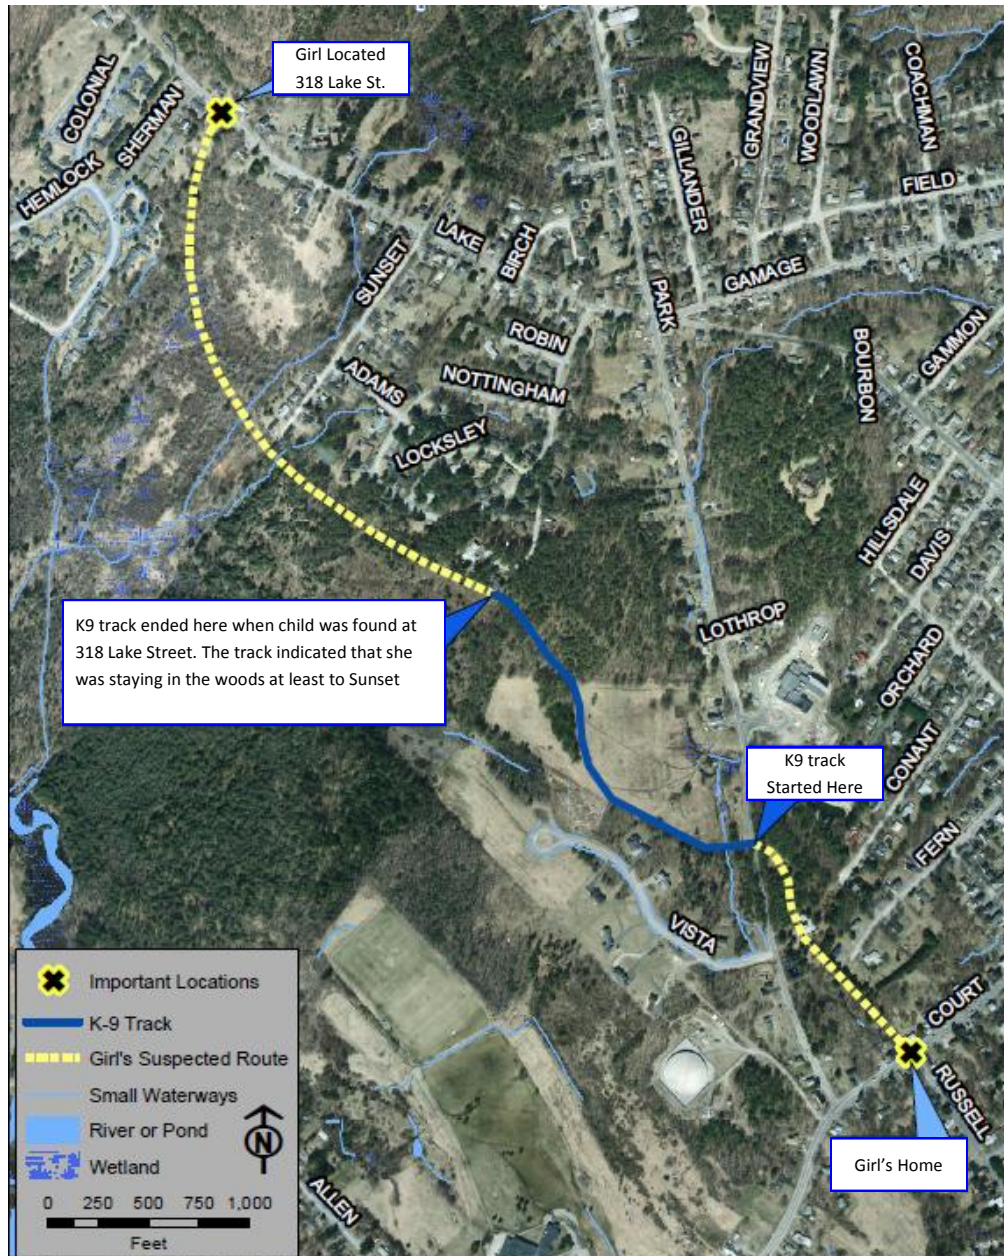 Girl Located
318 Lake St.
COLONIAL
SHERMAN
HEMLOCK
GRANDVIEW
WOODLAWN
COACHMAN
GILLANDER
FIELD
LAKE
BIRCH
SUNSET
PARK
GAMAGE
ROBIN
ADAMS
NOTTINGHAM
LOCKSLEY
BOURBON
GAMMON
HILLSDALE
DAVIS
K9 track ended here when child was found at
318 Lake Street. The track indicated that she
was staying in the woods at least to Sunset
LOTHROP
ORCHARD
CONANT
K9 track
Started Here
FERN
VISTA
COURT
RUSSELL
Girl's Home
ALLEN
Important Locations
K-9 Track
Girl's Suspected Route
Small Waterways
River or Pond
Wetland
N
0 250 500 750 1,000
Feet